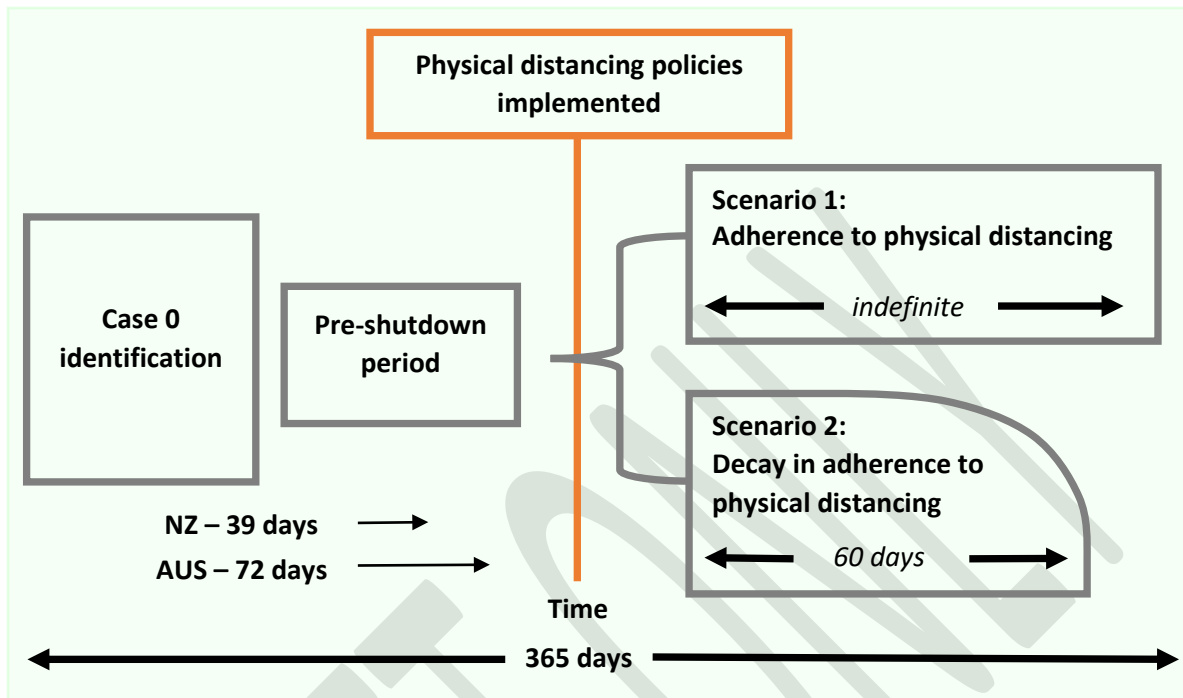 Physical distancing policies
implemented
Scenario 1:
Adherence to physical distancing
indefinite
Case 0
identification
Pre-shutdown
period
Scenario 2:
Decay in adherence to
physical distancing
60 days
NZ – 39 days
AUS – 72 days
Time
365 days